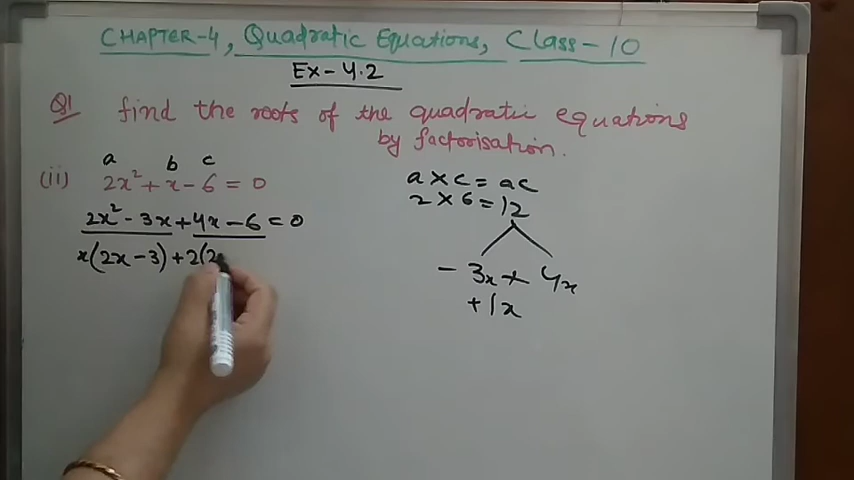 CHAPTER-4, Quadratic Equations, Class-10
Ex-4.2
Q1 find the roots of the quadratic equations
by factorisation.
a b c
(ii) 2x² + x - 6 = 0
2x² - 3x + 4x - 6 = 0
x(2x - 3) + 2(2
a × c = ac
2 × 6 = 12
- 3x + 4x
+ 1x